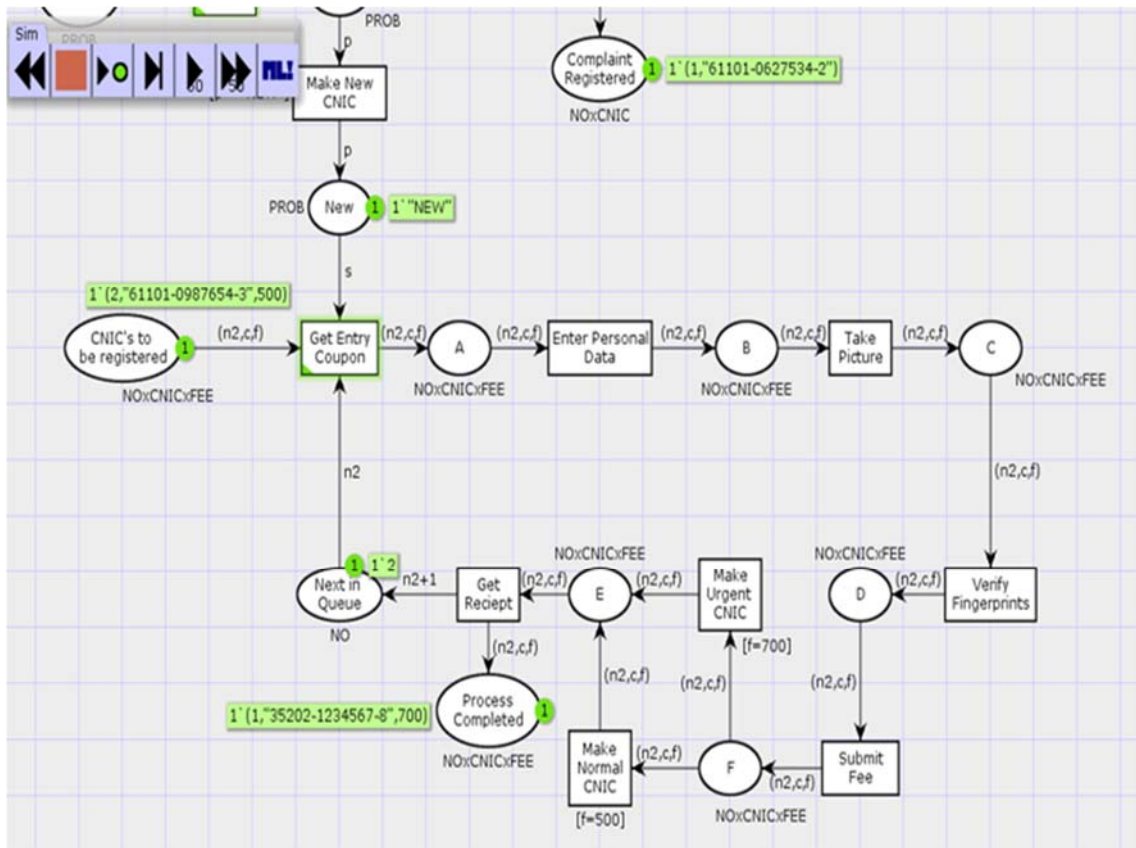 Sim
PROB
PROB
ML!
50
50
p
Make New
CNIC
p
Complaint
Registered
1
1`(1,"61101-0627534-2")
NOxCNIC
PROB
New
1
1`"NEW"
s
1`(2,"61101-0987654-3",500)
CNIC's to
be registered
1
(n2,c,f)
Get Entry
Coupon
(n2,c,f)
A
(n2,c,f)
Enter Personal
Data
(n2,c,f)
B
(n2,c,f)
Take
Picture
(n2,c,f)
C
NOxCNICxFEE
NOxCNICxFEE
NOxCNICxFEE
NOxCNICxFEE
n2
(n2,c,f)
Next in
Queue
1
1`2
NO
n2+1
Get
Reciept
(n2,c,f)
NOxCNICxFEE
E
(n2,c,f)
Make
Urgent
CNIC
[f=700]
NOxCNICxFEE
D
(n2,c,f)
Verify
Fingerprints
(n2,c,f)
(n2,c,f)
(n2,c,f)
(n2,c,f)
1`(1,"35202-1234567-8",700)
Process
Completed
1
NOxCNICxFEE
Make
Normal
CNIC
[f=500]
(n2,c,f)
F
NOxCNICxFEE
(n2,c,f)
Submit
Fee